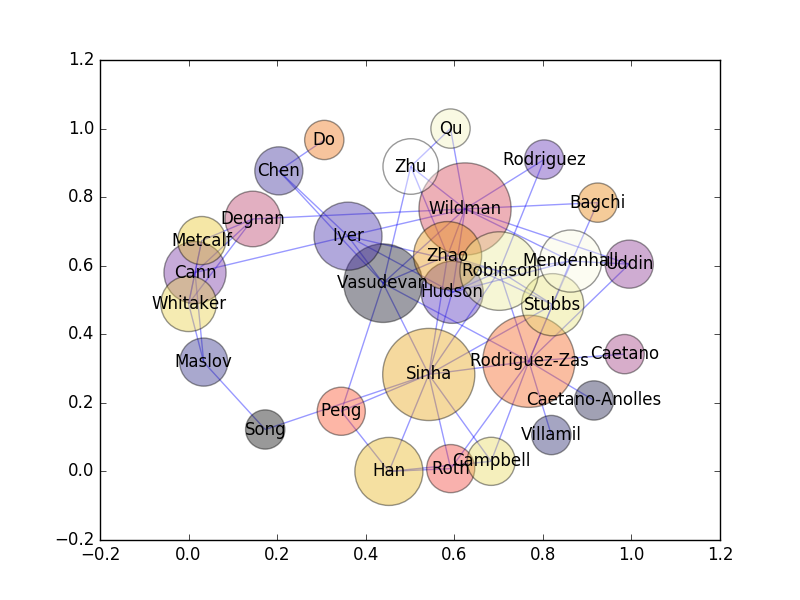 1.2
1.0
0.8
0.6
0.4
0.2
0.0
−0.2
Do
Qu
Chen
Zhu
Rodriguez
Degnan
Wildman
Bagchi
Metcalf
Iyer
Cann
Zhao
Robinson
Mendenhall
Uddin
Whitaker
Vasudevan
Hudson
Stubbs
Maslov
Sinha
Rodriguez-Zas
Caetano
Peng
Caetano-Anolles
Song
Villamil
Han
Roth
Campbell
−0.2 0.0 0.2 0.4 0.6 0.8 1.0 1.2